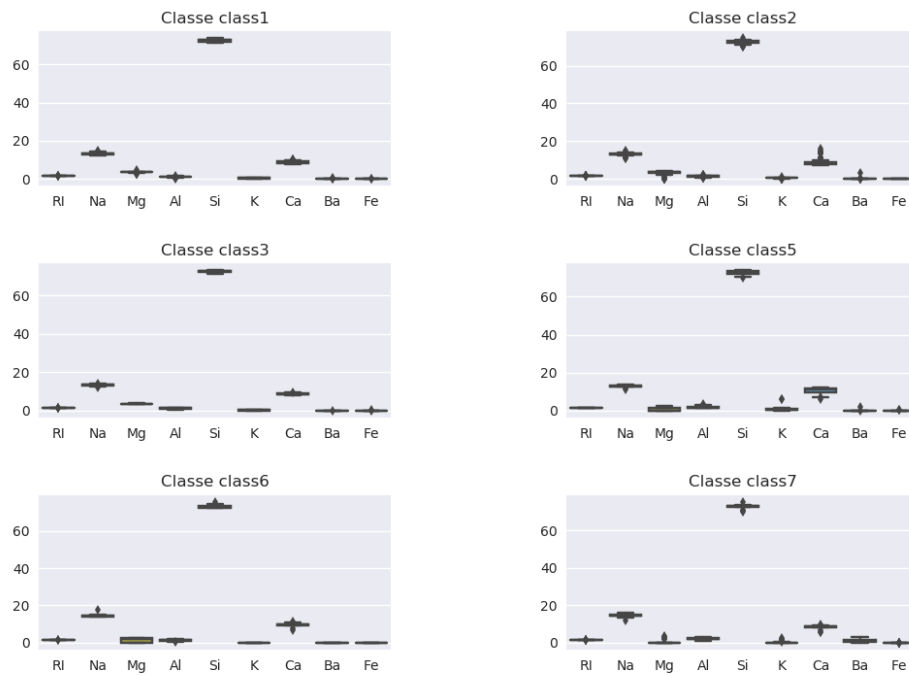 Classe class1
60
40
20
0
RI Na Mg Al Si K Ca Ba Fe
Classe class2
60
40
20
0
RI Na Mg Al Si K Ca Ba Fe
Classe class3
60
40
20
0
RI Na Mg Al Si K Ca Ba Fe
Classe class5
60
40
20
0
RI Na Mg Al Si K Ca Ba Fe
Classe class6
60
40
20
0
RI Na Mg Al Si K Ca Ba Fe
Classe class7
60
40
20
0
RI Na Mg Al Si K Ca Ba Fe